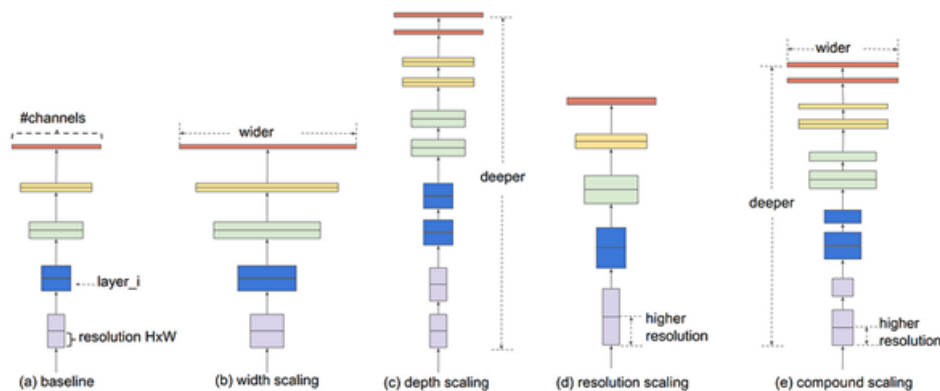 #channels
layer_i
resolution HxW
(a) baseline
wider
(b) width scaling
deeper
(c) depth scaling
higher
resolution
(d) resolution scaling
wider
deeper
higher
resolution
(e) compound scaling